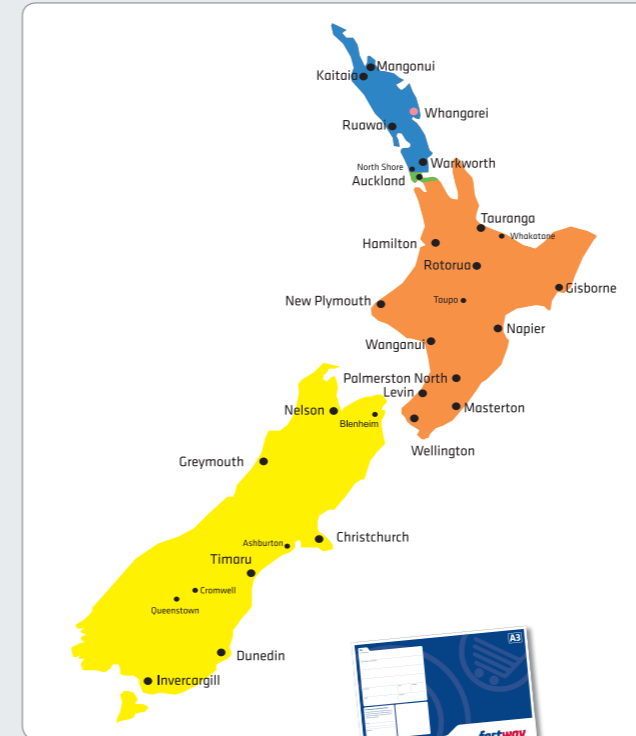 Mangonui
Kaitaia
Whangarei
Ruawai
Warkworth
North Shore
Auckland
Tauranga
Whakatane
Hamilton
Rotorua
Gisborne
New Plymouth
Taupo
Napier
Wanganui
Palmerston North
Levin
Masterton
Nelson
Blenheim
Wellington
Greymouth
Christchurch
Ashburton
Timaru
Cromwell
Queenstown
Dunedin
Invercargill
A3
fastway